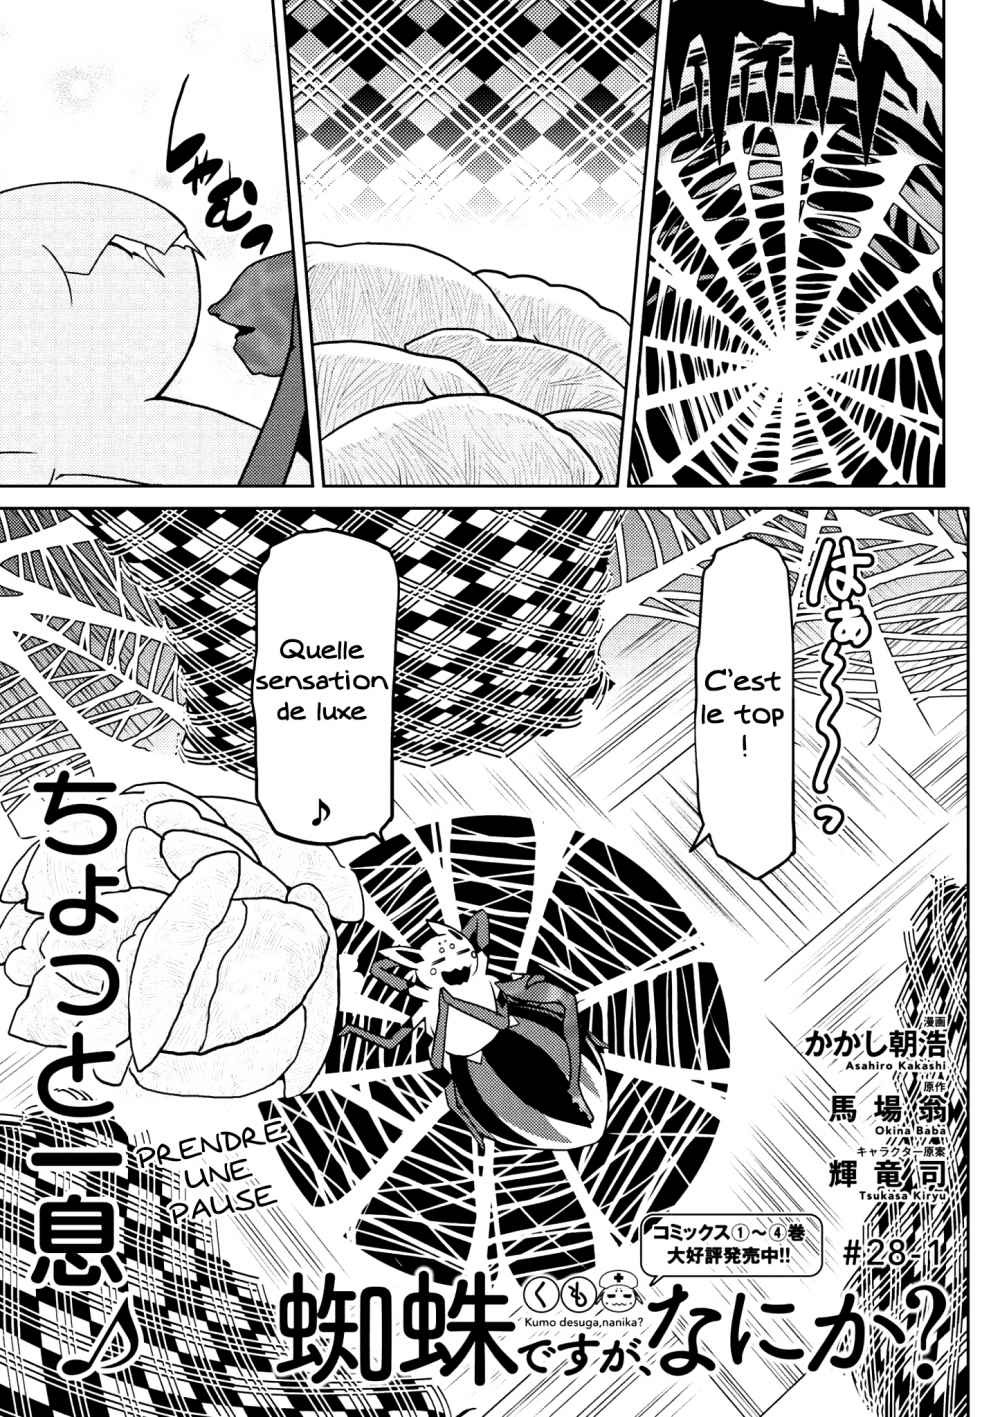 しゃむっ
はぁ～～～っ
C'est
le top
!
Quelle
sensation
de luxe
♪
ちょっと一息♪
PRENDRE
UNE
PAUSE
漫画
かかし朝浩
Asahiro Kakashi
原作
馬場翁
Okina Baba
キャラクター原案
輝竜司
Tsukasa Kiryu
#28-1
コミックス①～④巻
大好評発売中!!
くも
Kumo desuga,nanika?
蜘蛛ですが、なにか?